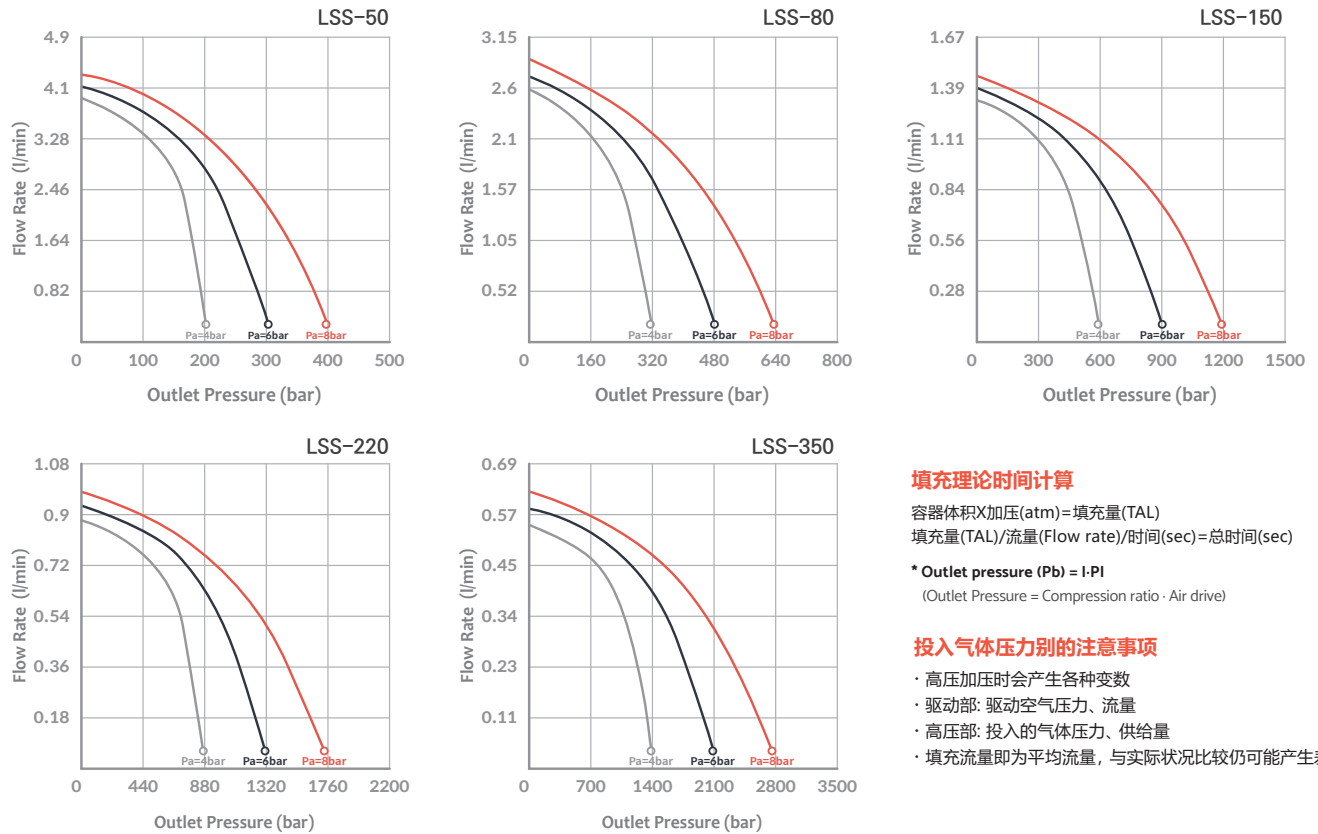 LSS-50
4.9
4.1
3.28
2.46
1.64
0.82
Flow Rate (l/min)
Pa=4bar
Pa=6bar
Pa=8bar
0 100 200 300 400 500
Outlet Pressure (bar)
LSS-80
3.15
2.6
2.1
1.57
1.05
0.52
Flow Rate (l/min)
Pa=4bar
Pa=6bar
Pa=8bar
0 160 320 480 640 800
Outlet Pressure (bar)
LSS-150
1.67
1.39
1.11
0.84
0.56
0.28
Flow Rate (l/min)
Pa=4bar
Pa=6bar
Pa=8bar
0 300 600 900 1200 1500
Outlet Pressure (bar)
LSS-220
1.08
0.9
0.72
0.54
0.36
0.18
Flow Rate (l/min)
Pa=4bar
Pa=6bar
Pa=8bar
0 440 880 1320 1760 2200
Outlet Pressure (bar)
LSS-350
0.69
0.57
0.45
0.34
0.23
0.11
Flow Rate (l/min)
Pa=4bar
Pa=6bar
Pa=8bar
0 700 1400 2100 2800 3500
Outlet Pressure (bar)
填充理论时间计算
容器体积X加压(atm)=填充量(TAL)
填充量(TAL)/流量(Flow rate)/时间(sec)=总时间(sec)
* Outlet pressure (Pb) = I·PI
(Outlet Pressure = Compression ratio · Air drive)
投入气体压力别的注意事项
· 高压加压时会产生各种变数
· 驱动部: 驱动空气压力、流量
· 高压部: 投入的气体压力、供给量
· 填充流量即为平均流量, 与实际状况比较仍可能产生